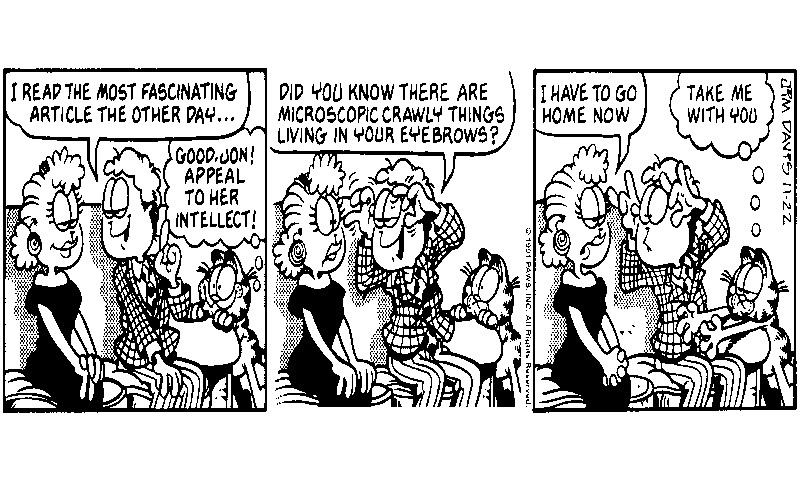 I READ THE MOST FASCINATING
ARTICLE THE OTHER DAY...
GOOD, JON!
APPEAL
TO HER
INTELLECT!
DID YOU KNOW THERE ARE
MICROSCOPIC CRAWLY THINGS
LIVING IN YOUR EYEBROWS?
© 1991 PAWS, INC. All Rights Reserved.
I HAVE TO GO
HOME NOW
TAKE ME
WITH YOU
JIM DAVIS 11-22